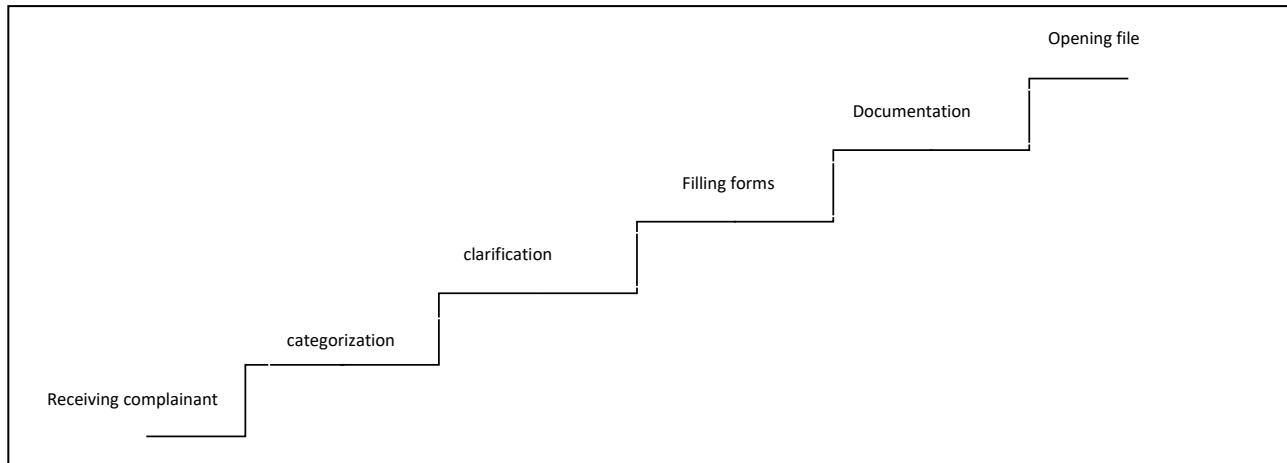 Opening file
Documentation
Filling forms
clarification
categorization
Receiving complainant